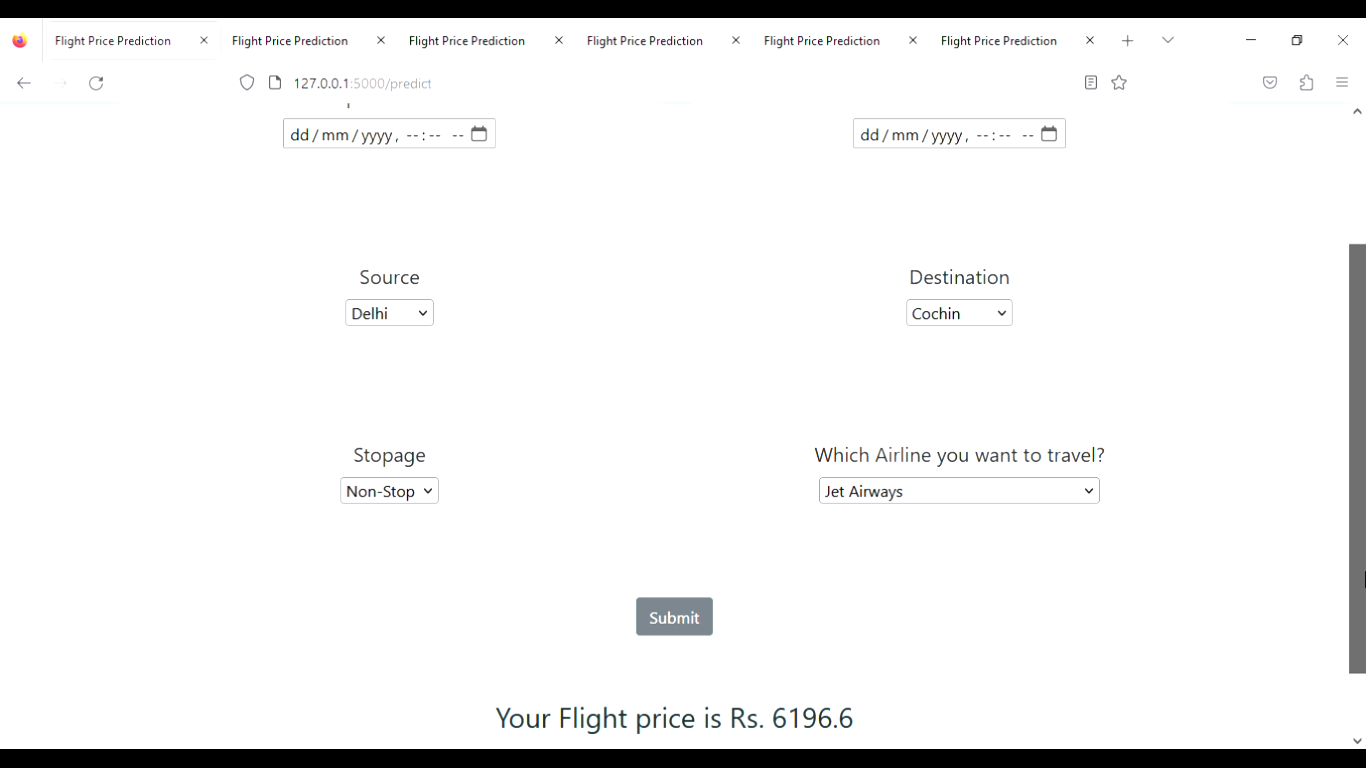 Flight Price Prediction Flight Price Prediction Flight Price Prediction Flight Price Prediction Flight Price Prediction Flight Price Prediction
127.0.0.1:5000/predict
dd/mm/yyyy, --:-- -- dd/mm/yyyy, --:-- --
Source Destination
Delhi Cochin
Stopage Which Airline you want to travel?
Non-Stop Jet Airways
Submit
Your Flight price is Rs. 6196.6